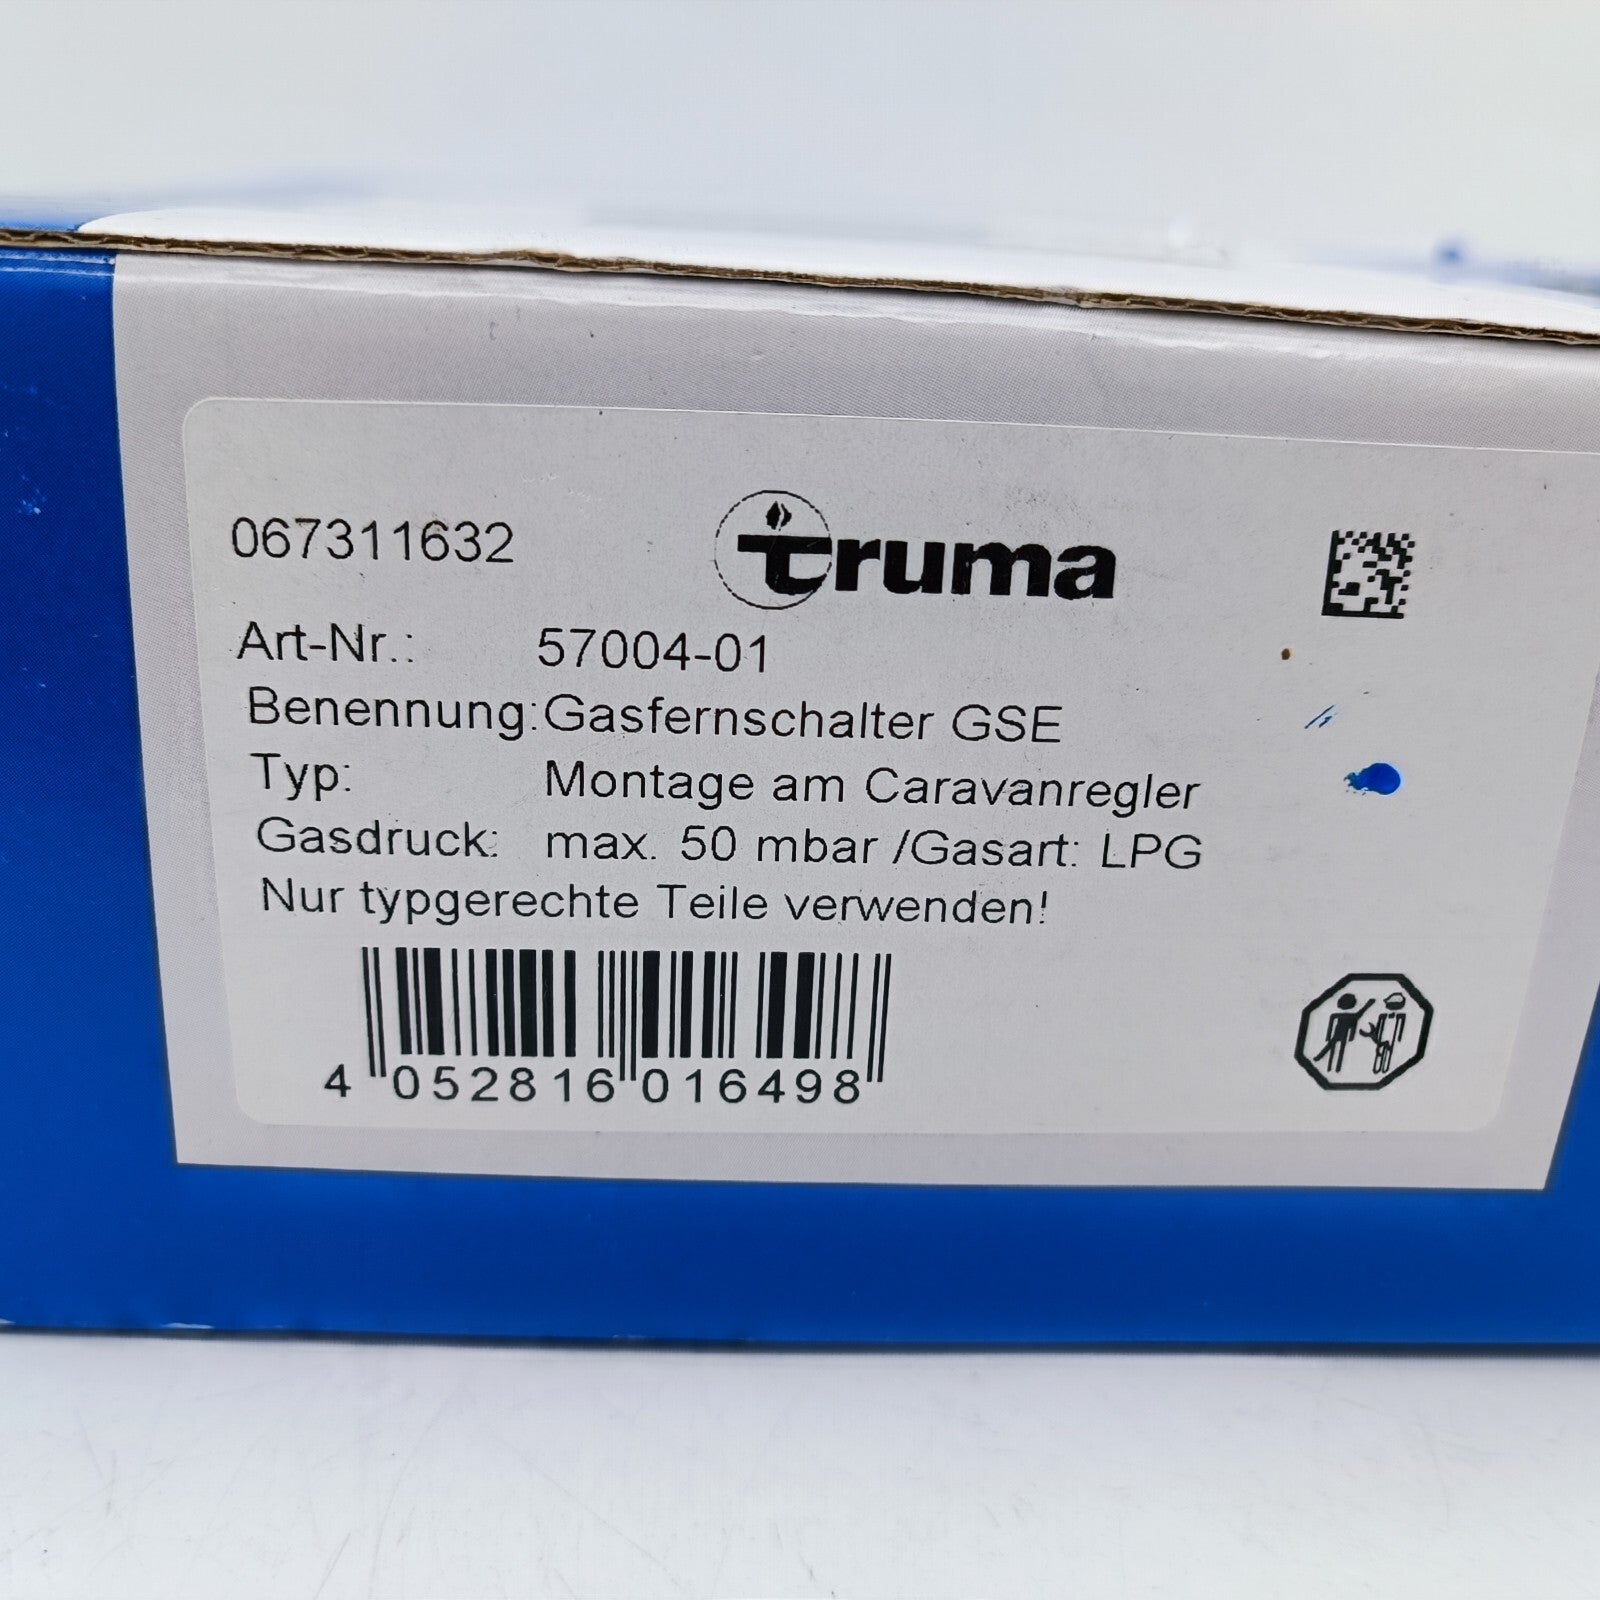 067311632
truma
Art-Nr.: 57004-01
Benennung: Gasfernschalter GSE
Typ: Montage am Caravanregler
Gasdruck: max. 50 mbar /Gasart: LPG
Nur typgerechte Teile verwenden!
4 052816 016498